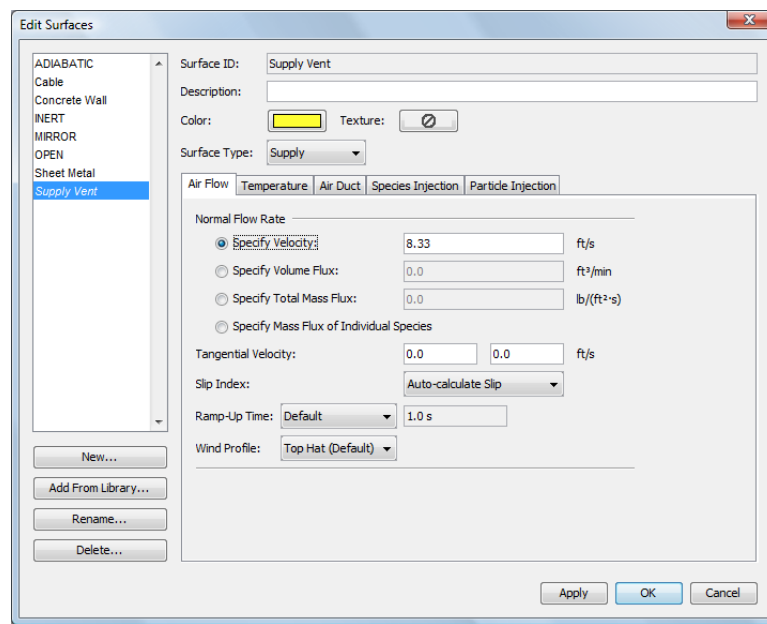 Edit Surfaces
ADIABATIC
Cable
Concrete Wall
INERT
MIRROR
OPEN
Sheet Metal
Supply Vent
New...
Add From Library...
Rename...
Delete...
Surface ID: Supply Vent
Description:
Color: Texture:
Surface Type: Supply
Air Flow Temperature Air Duct Species Injection Particle Injection
Normal Flow Rate
Specify Velocity: 8.33 ft/s
Specify Volume Flux: 0.0 ft³/min
Specify Total Mass Flux: 0.0 lb/(ft²·s)
Specify Mass Flux of Individual Species
Tangential Velocity: 0.0 0.0 ft/s
Slip Index: Auto-calculate Slip
Ramp-Up Time: Default 1.0 s
Wind Profile: Top Hat (Default)
Apply OK Cancel